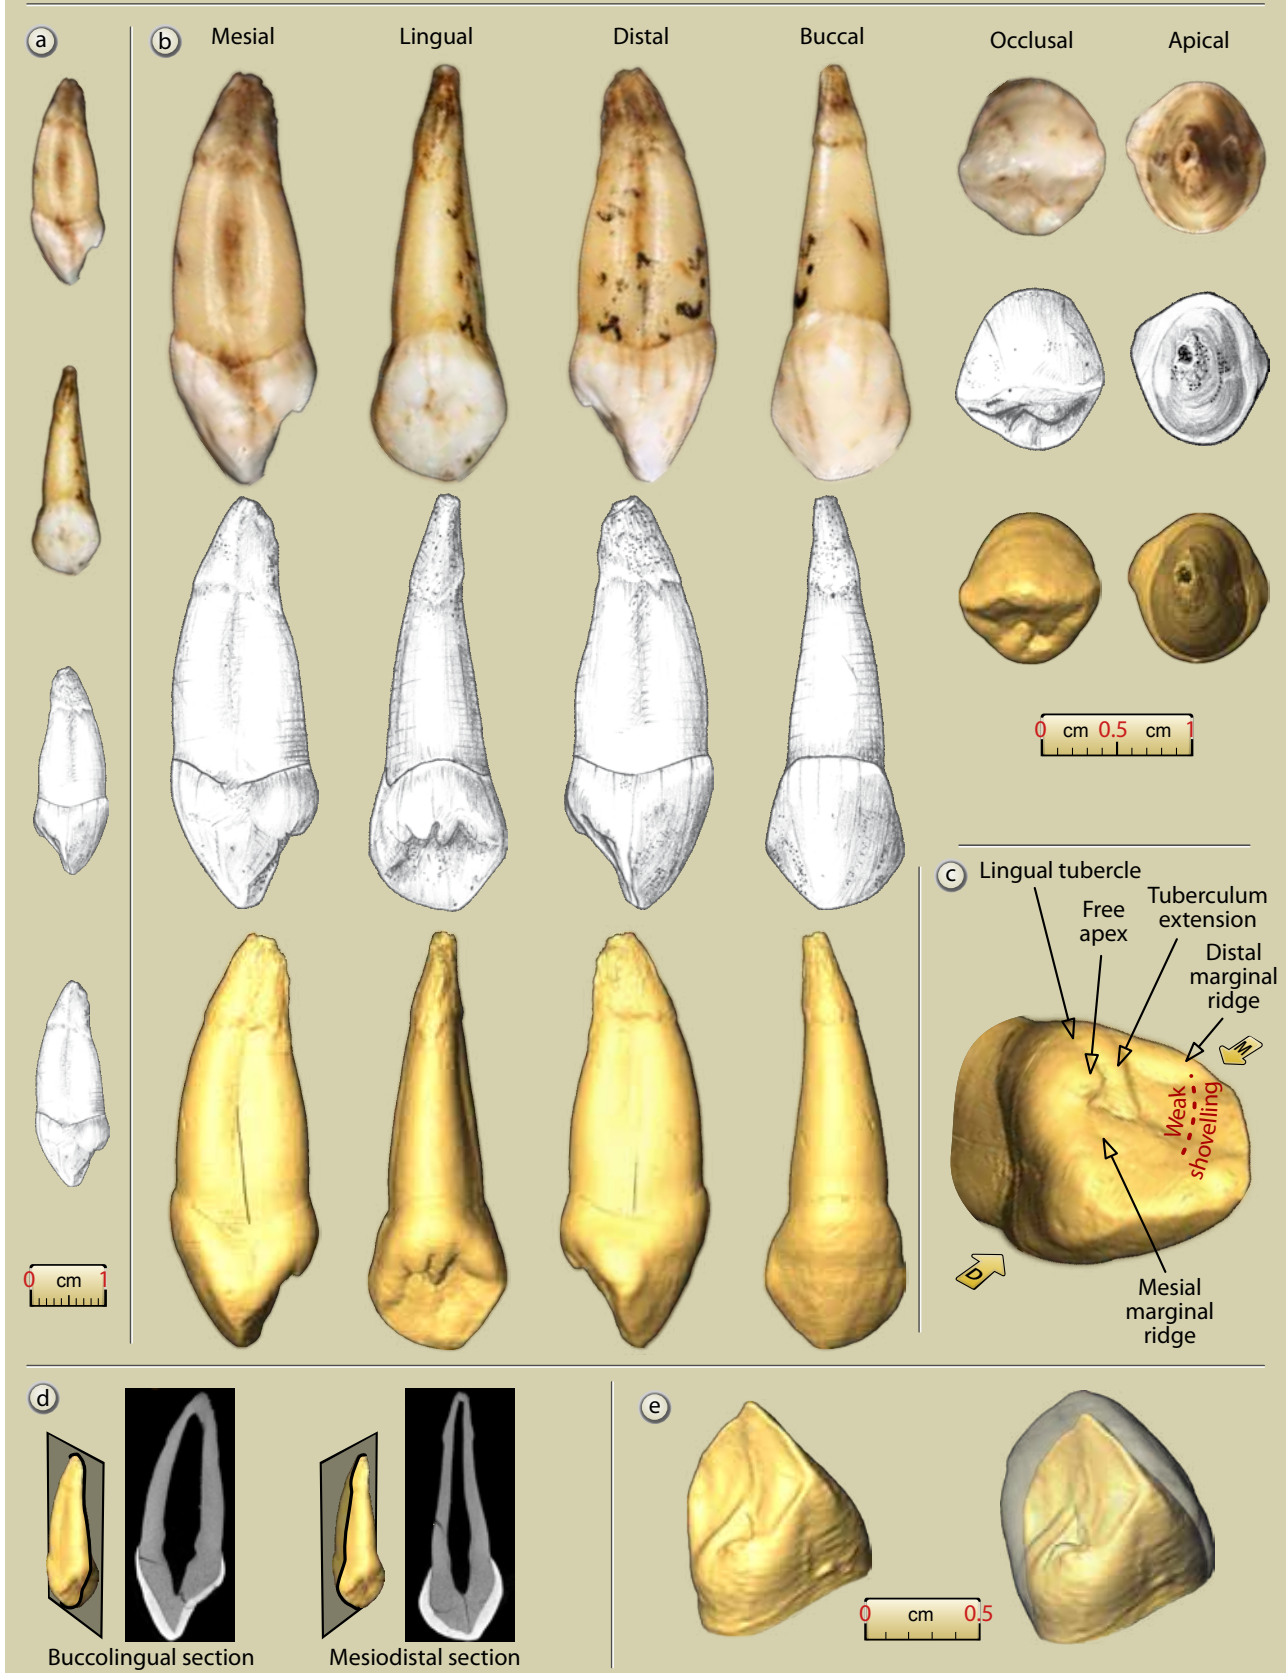 a
b
Mesial
Lingual
Distal
Buccal
Occlusal
Apical
0 cm 0.5 cm 1
0 cm 1
c
Lingual tubercle
Free
apex
Tuberculum
extension
Distal
marginal
ridge
M
Weak
shovelling
D
Mesial
marginal
ridge
d
Buccolingual section
Mesiodistal section
e
0 cm 0.5